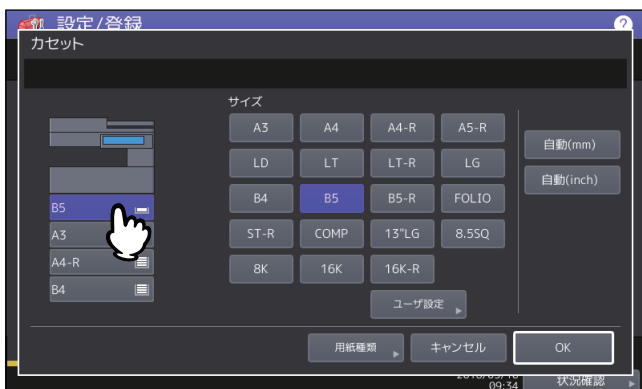 設定/登録
?
カセット
サイズ
A3 A4 A4-R A5-R
自動(mm)
LD LT LT-R LG
自動(inch)
B5
B4 B5 B5-R FOLIO
A3
ST-R COMP 13"LG 8.5SQ
A4-R
8K 16K 16K-R
B4
ユーザ設定
用紙種類 キャンセル OK
09:34 状況確認